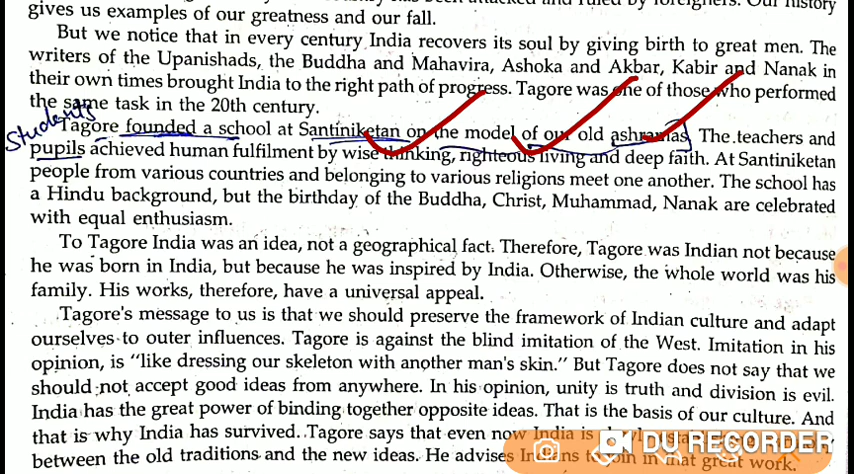 gives us examples of our greatness and our fall.
But we notice that in every century India recovers its soul by giving birth to great men. The
writers of the Upanishads, the Buddha and Mahavira, Ashoka and Akbar, Kabir and Nanak in
their own times brought India to the right path of progress. Tagore was one of those who performed
the same task in the 20th century.
Students
Tagore founded a school at Santiniketan on the model of our old ashramas. The teachers and
pupils achieved human fulfilment by wise thinking, righteous living and deep faith. At Santiniketan
people from various countries and belonging to various religions meet one another. The school has
a Hindu background, but the birthday of the Buddha, Christ, Muhammad, Nanak are celebrated
with equal enthusiasm.
To Tagore India was an idea, not a geographical fact. Therefore, Tagore was Indian not because
he was born in India, but because he was inspired by India. Otherwise, the whole world was his
family. His works, therefore, have a universal appeal.
Tagore's message to us is that we should preserve the framework of Indian culture and adapt
ourselves to outer influences. Tagore is against the blind imitation of the West. Imitation in his
opinion, is "like dressing our skeleton with another man's skin." But Tagore does not say that we
should not accept good ideas from anywhere. In his opinion, unity is truth and division is evil.
India has the great power of binding together opposite ideas. That is the basis of our culture. And
that is why India has survived. Tagore says that even now India is
between the old traditions and the new ideas. He advises Indians to join in that great work.
DU RECORDER